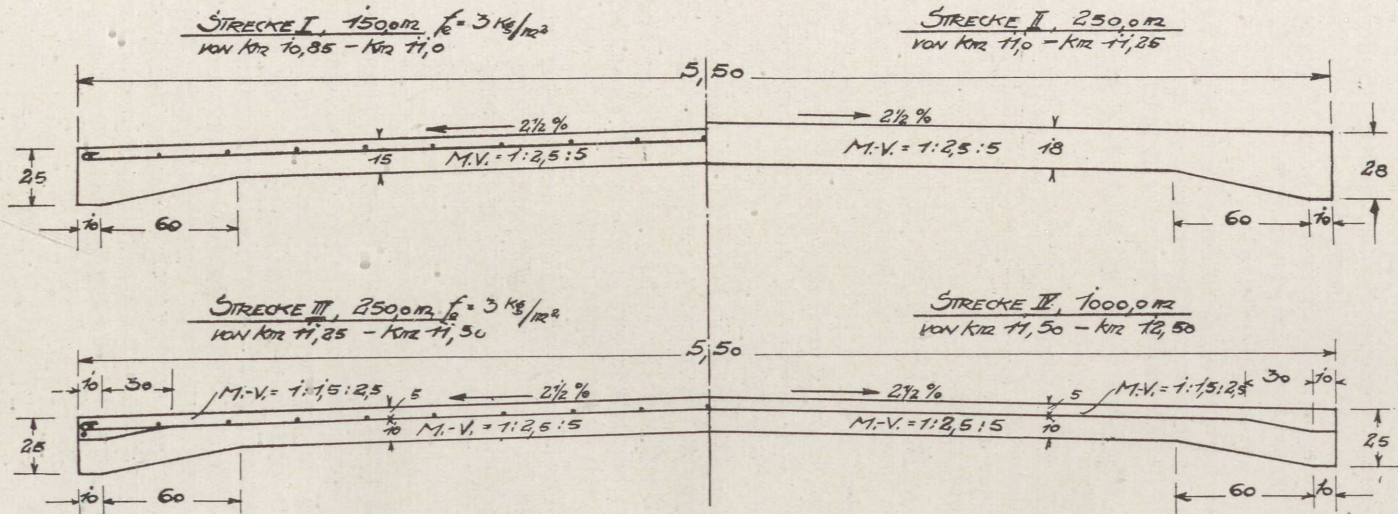 STRECKE I, 150,0 m fe = 3 kg/m²
VON Km 10,85 - Km 11,0
STRECKE II, 250,0 m
VON Km 11,0 - Km 11,25
5,50
2½ %
2½ %
15
M.V. = 1:2,5:5
M.-V. = 1:2,5:5
18
25
28
10
60
60
10
STRECKE III, 250,0 m fe = 3 kg/m²
VON Km 11,25 - Km 11,50
STRECKE IV, 1000,0 m
VON Km 11,50 - Km 12,50
5,50
10
30
M.-V. = 1:1,5:2,5
2½ %
2½ %
M.-V. = 1:1,5:2,5
30
10
5
5
10
M.-V. = 1:2,5:5
M.-V. = 1:2,5:5
10
25
25
10
60
60
10